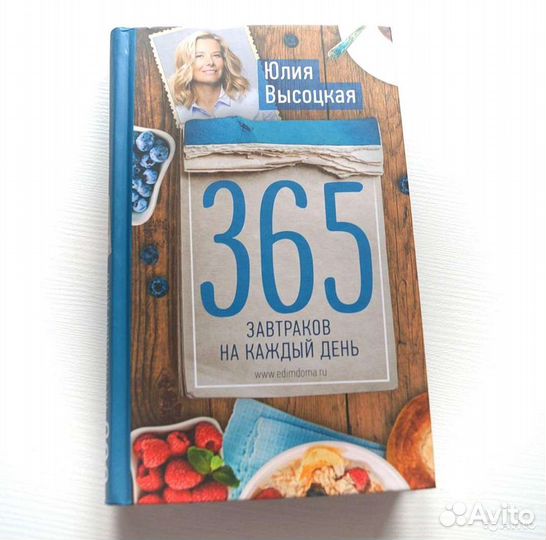 Юлия
Высоцкая
365
ЗАВТРАКОВ
НА КАЖДЫЙ ДЕНЬ
www.edimdoma.ru
Avito